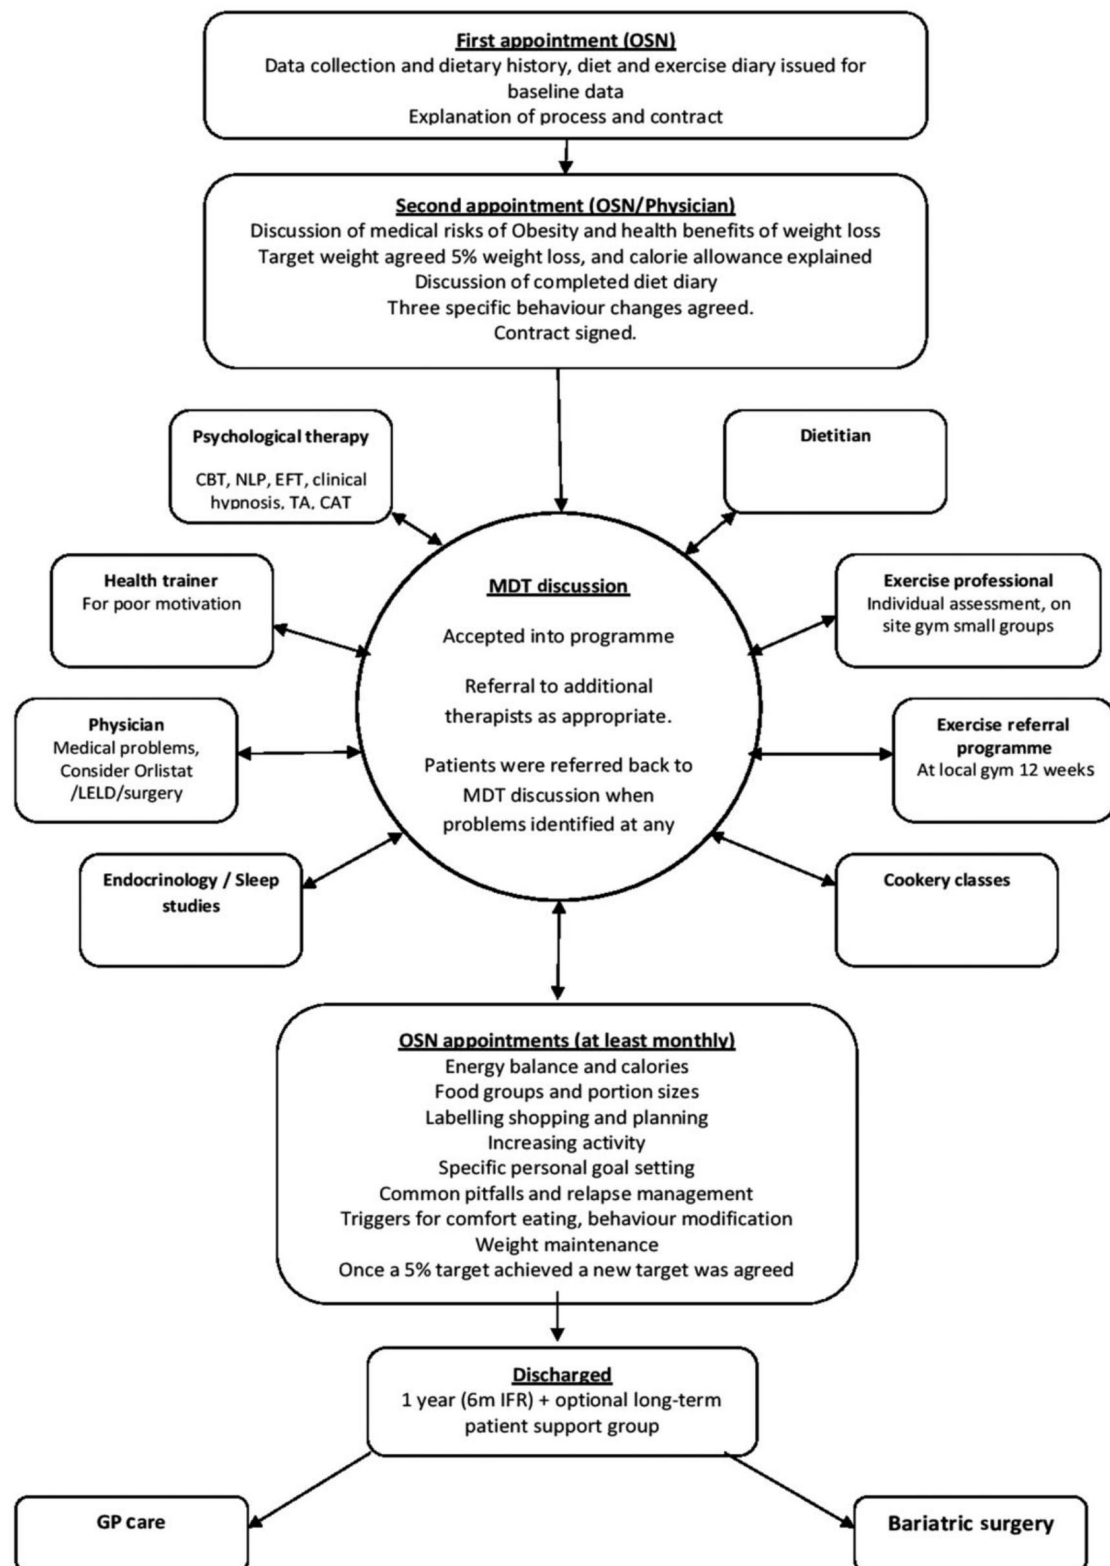 First appointment (OSN)
Data collection and dietary history, diet and exercise diary issued for
baseline data
Explanation of process and contract
Second appointment (OSN/Physician)
Discussion of medical risks of Obesity and health benefits of weight loss
Target weight agreed 5% weight loss, and calorie allowance explained
Discussion of completed diet diary
Three specific behaviour changes agreed.
Contract signed.
Psychological therapy
CBT, NLP, EFT, clinical
hypnosis, TA, CAT
Dietitian
Health trainer
For poor motivation
MDT discussion
Accepted into programme
Referral to additional
therapists as appropriate.
Patients were referred back to
MDT discussion when
problems identified at any
Exercise professional
Individual assessment, on
site gym small groups
Physician
Medical problems,
Consider Orlistat
/LELD/surgery
Exercise referral
programme
At local gym 12 weeks
Endocrinology / Sleep
studies
Cookery classes
OSN appointments (at least monthly)
Energy balance and calories
Food groups and portion sizes
Labelling shopping and planning
Increasing activity
Specific personal goal setting
Common pitfalls and relapse management
Triggers for comfort eating, behaviour modification
Weight maintenance
Once a 5% target achieved a new target was agreed
Discharged
1 year (6m IFR) + optional long-term
patient support group
GP care
Bariatric surgery